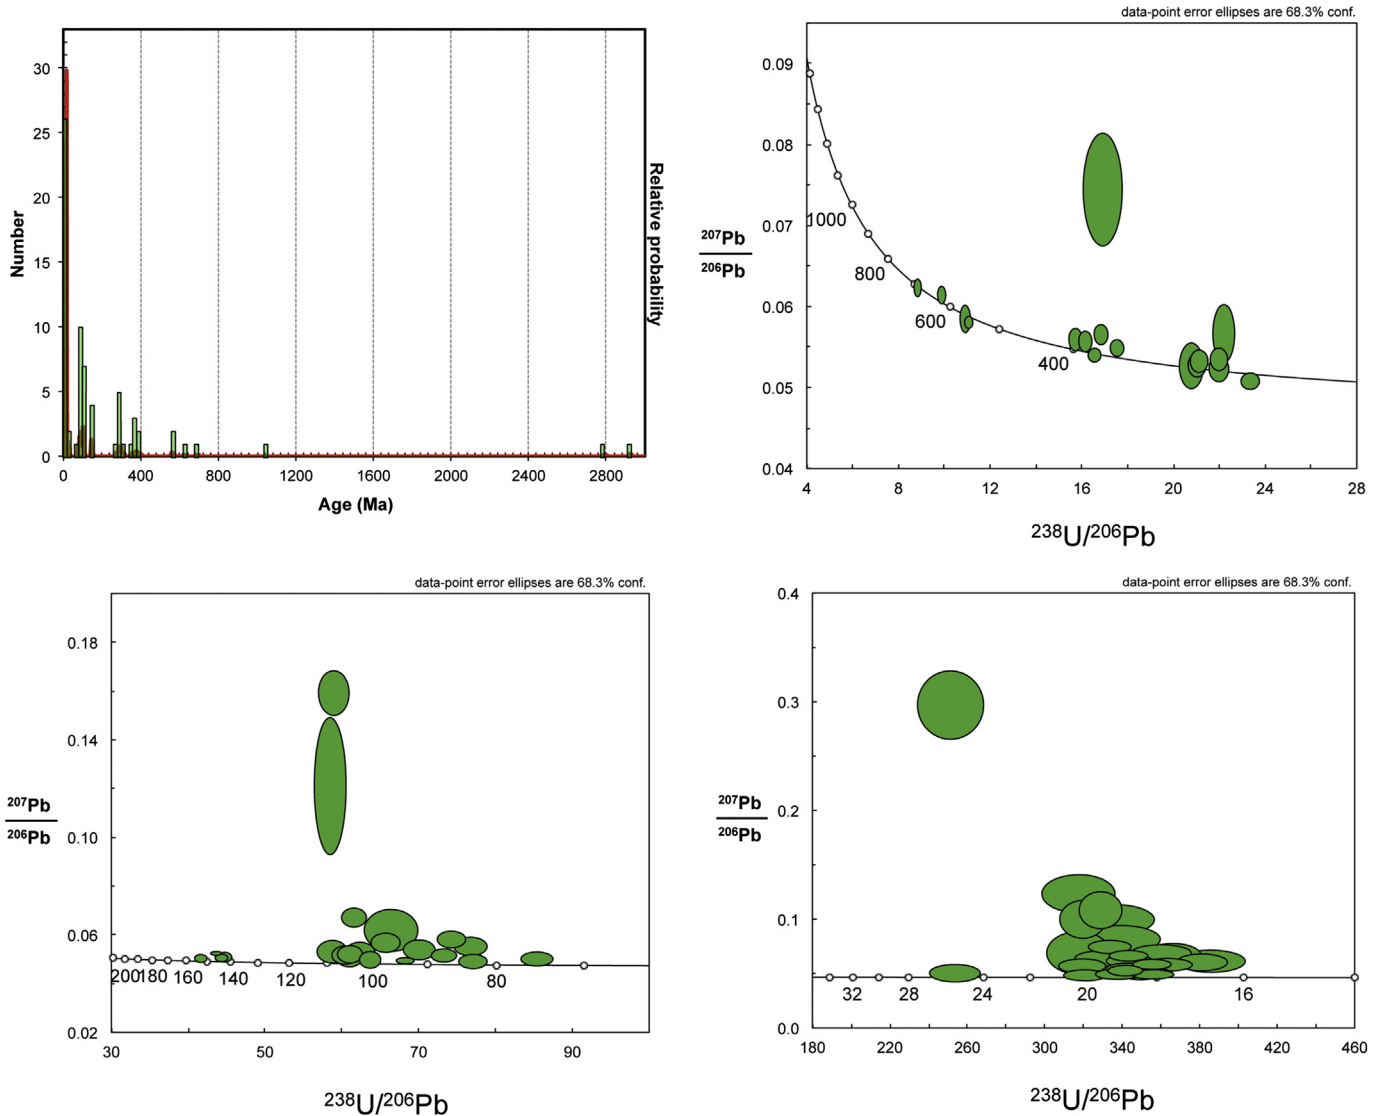 30
25
20
15
10
5
0
Number
Relative probability
0 400 800 1200 1600 2000 2400 2800
Age (Ma)
data-point error ellipses are 68.3% conf.
0.09
0.08
0.07
0.06
0.05
0.04
207Pb
206Pb
1000
800
600
400
4 8 12 16 20 24 28
238U/206Pb
data-point error ellipses are 68.3% conf.
0.18
0.14
0.10
0.06
0.02
207Pb
206Pb
200 180 160 140 120 100 80
30 50 70 90
238U/206Pb
data-point error ellipses are 68.3% conf.
0.4
0.3
0.2
0.1
0.0
207Pb
206Pb
32 28 24 20 16
180 220 260 300 340 380 420 460
238U/206Pb